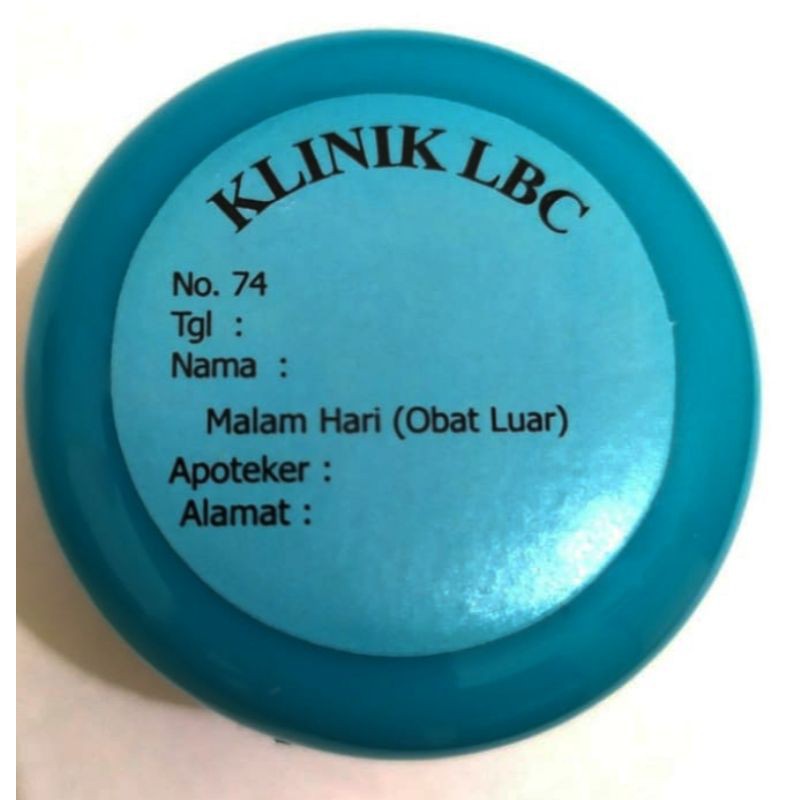 KLINIK LBC
No. 74
Tgl :
Nama :
Malam Hari (Obat Luar)
Apoteker :
Alamat :